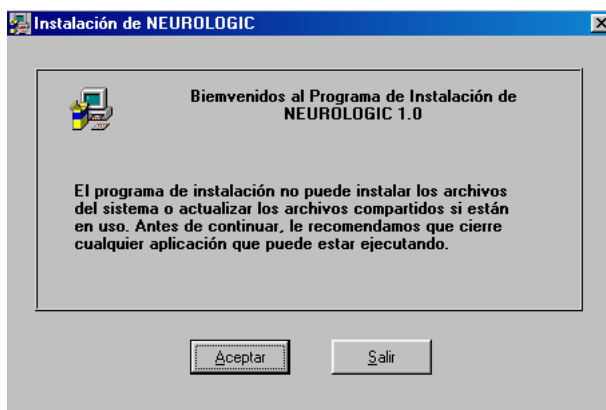 Instalación de NEUROLOGIC
Biemvenidos al Programa de Instalación de
NEUROLOGIC 1.0
El programa de instalación no puede instalar los archivos
del sistema o actualizar los archivos compartidos si están
en uso. Antes de continuar, le recomendamos que cierre
cualquier aplicación que puede estar ejecutando.
Aceptar
Salir